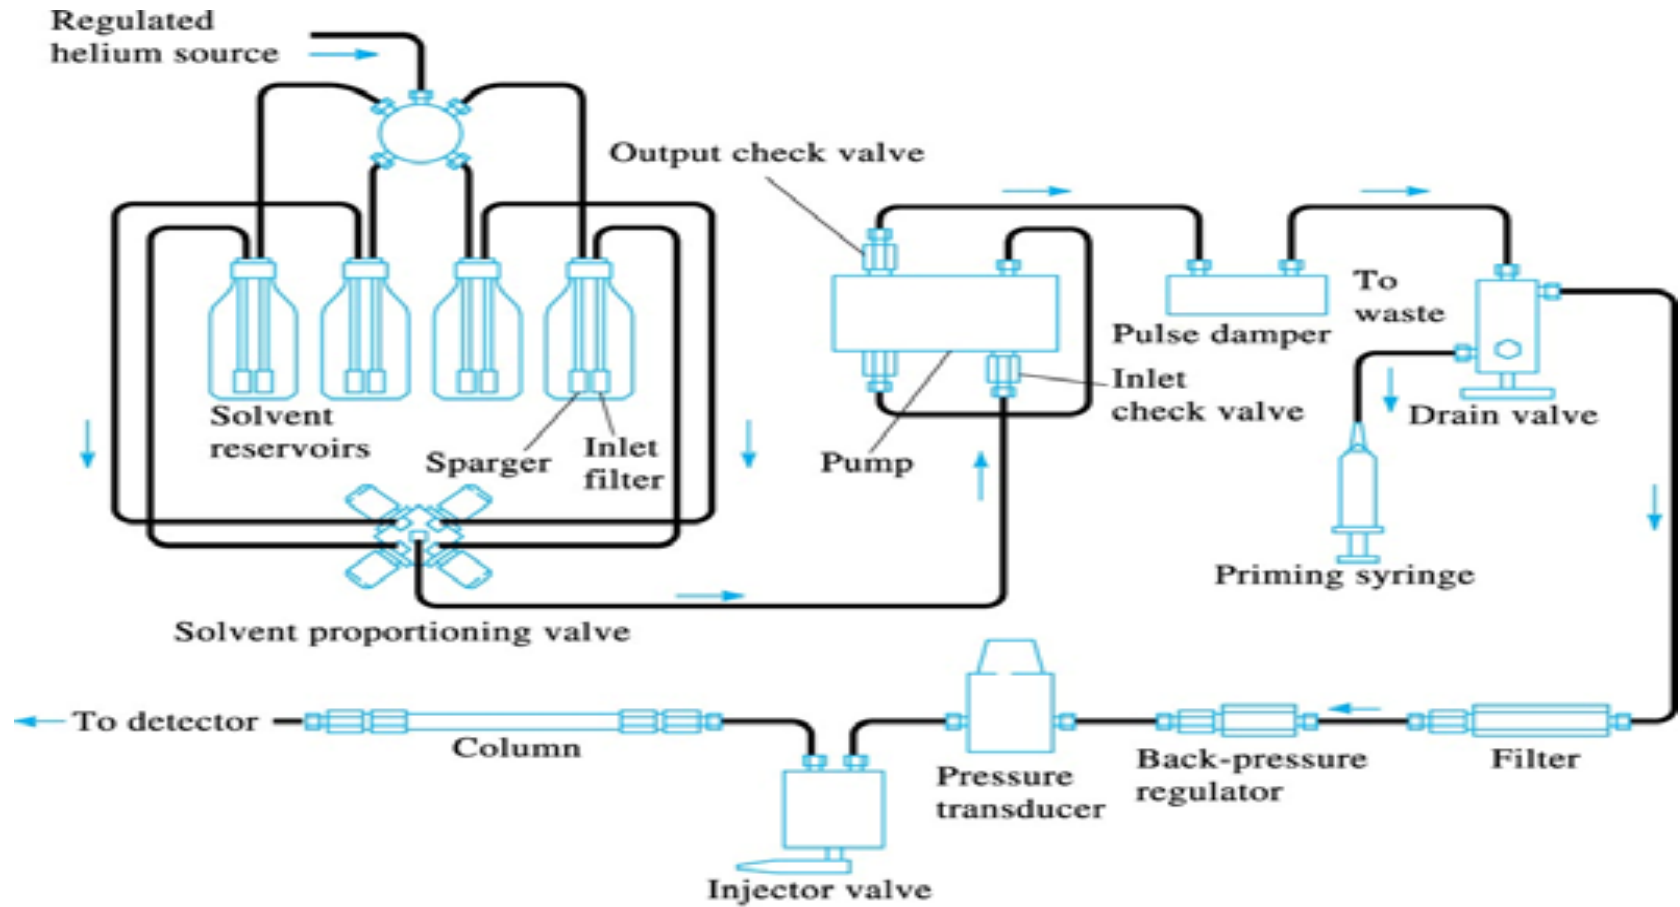 Regulated
helium source
Output check valve
To
waste
Pulse damper
Inlet
check valve
Drain valve
Solvent
reservoirs
Sparger
Inlet
filter
Pump
Priming syringe
Solvent proportioning valve
To detector
Column
Pressure
transducer
Back-pressure
regulator
Filter
Injector valve